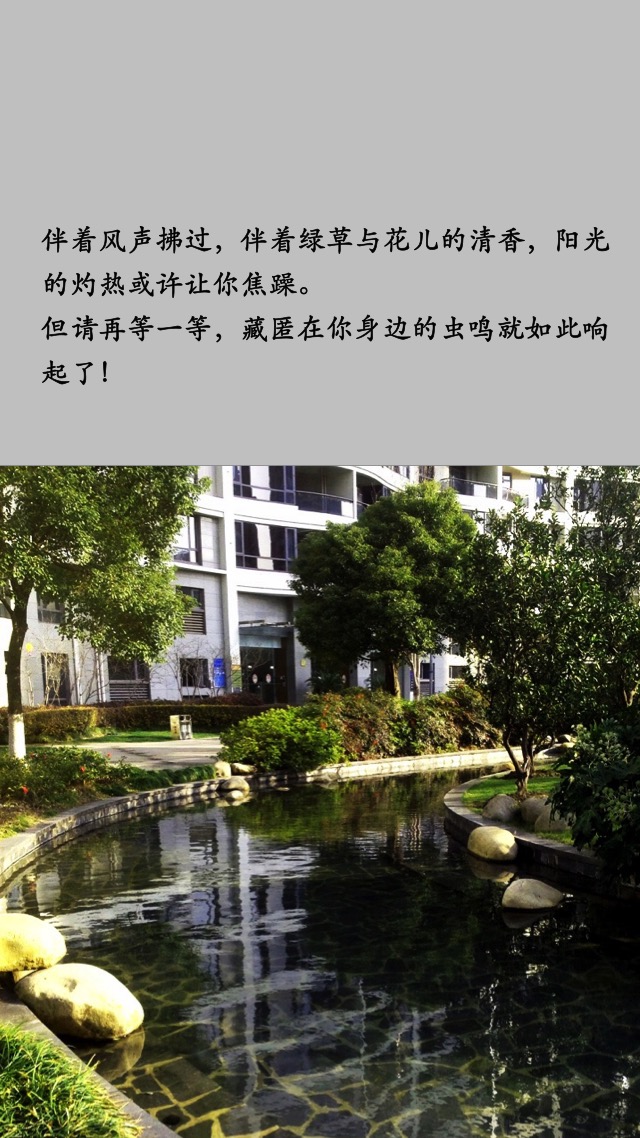 伴着风声拂过，伴着绿草与花儿的清香，阳光
的灼热或许让你焦躁。
但请再等一等，藏匿在你身边的虫鸣就如此响
起了！